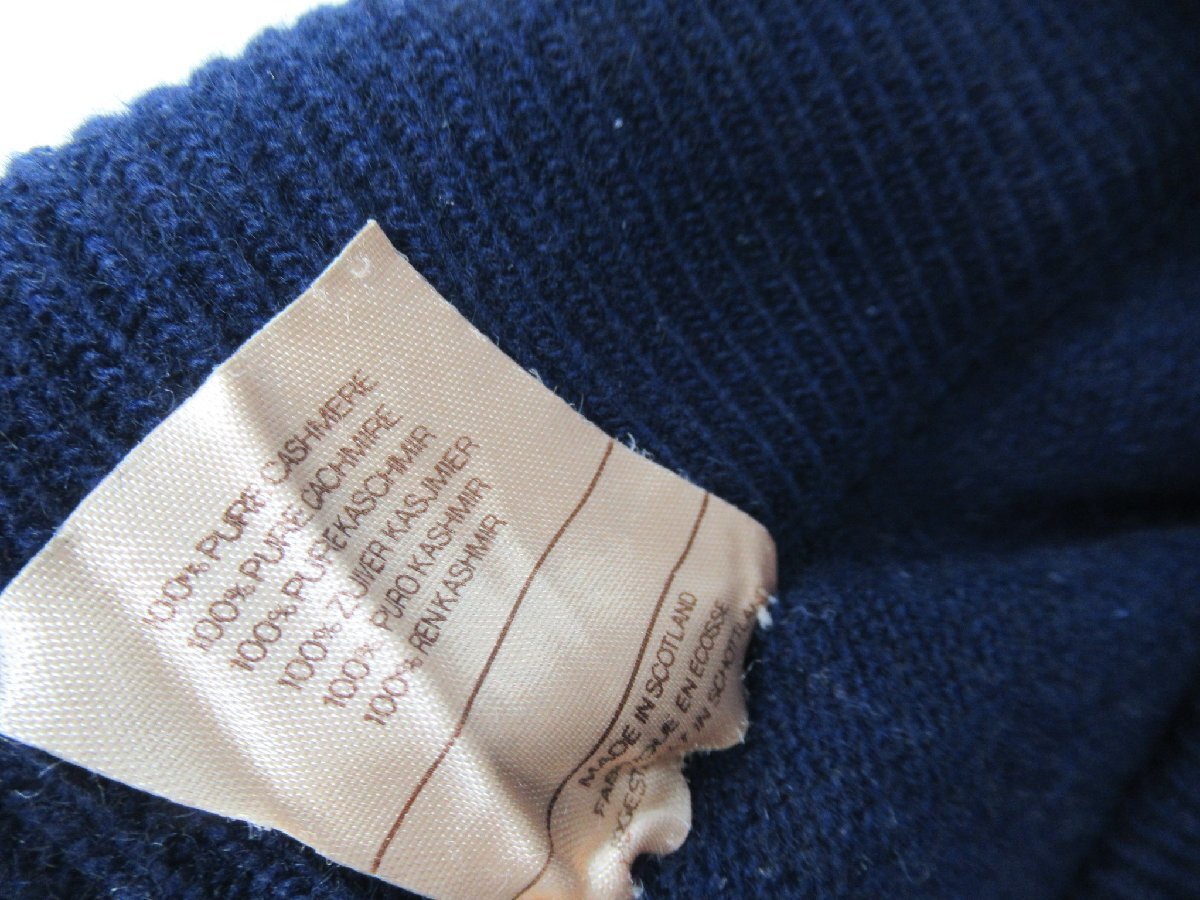 100% PURE CASHMERE
100% PURE CACHMIRE
100% PURE KASCHMIR
100% ZUIVER KASJMIER
100% PURO KASHMIR
100% REN KASHMIR
MADE IN SCOTLAND
EN ECOSSE
IN